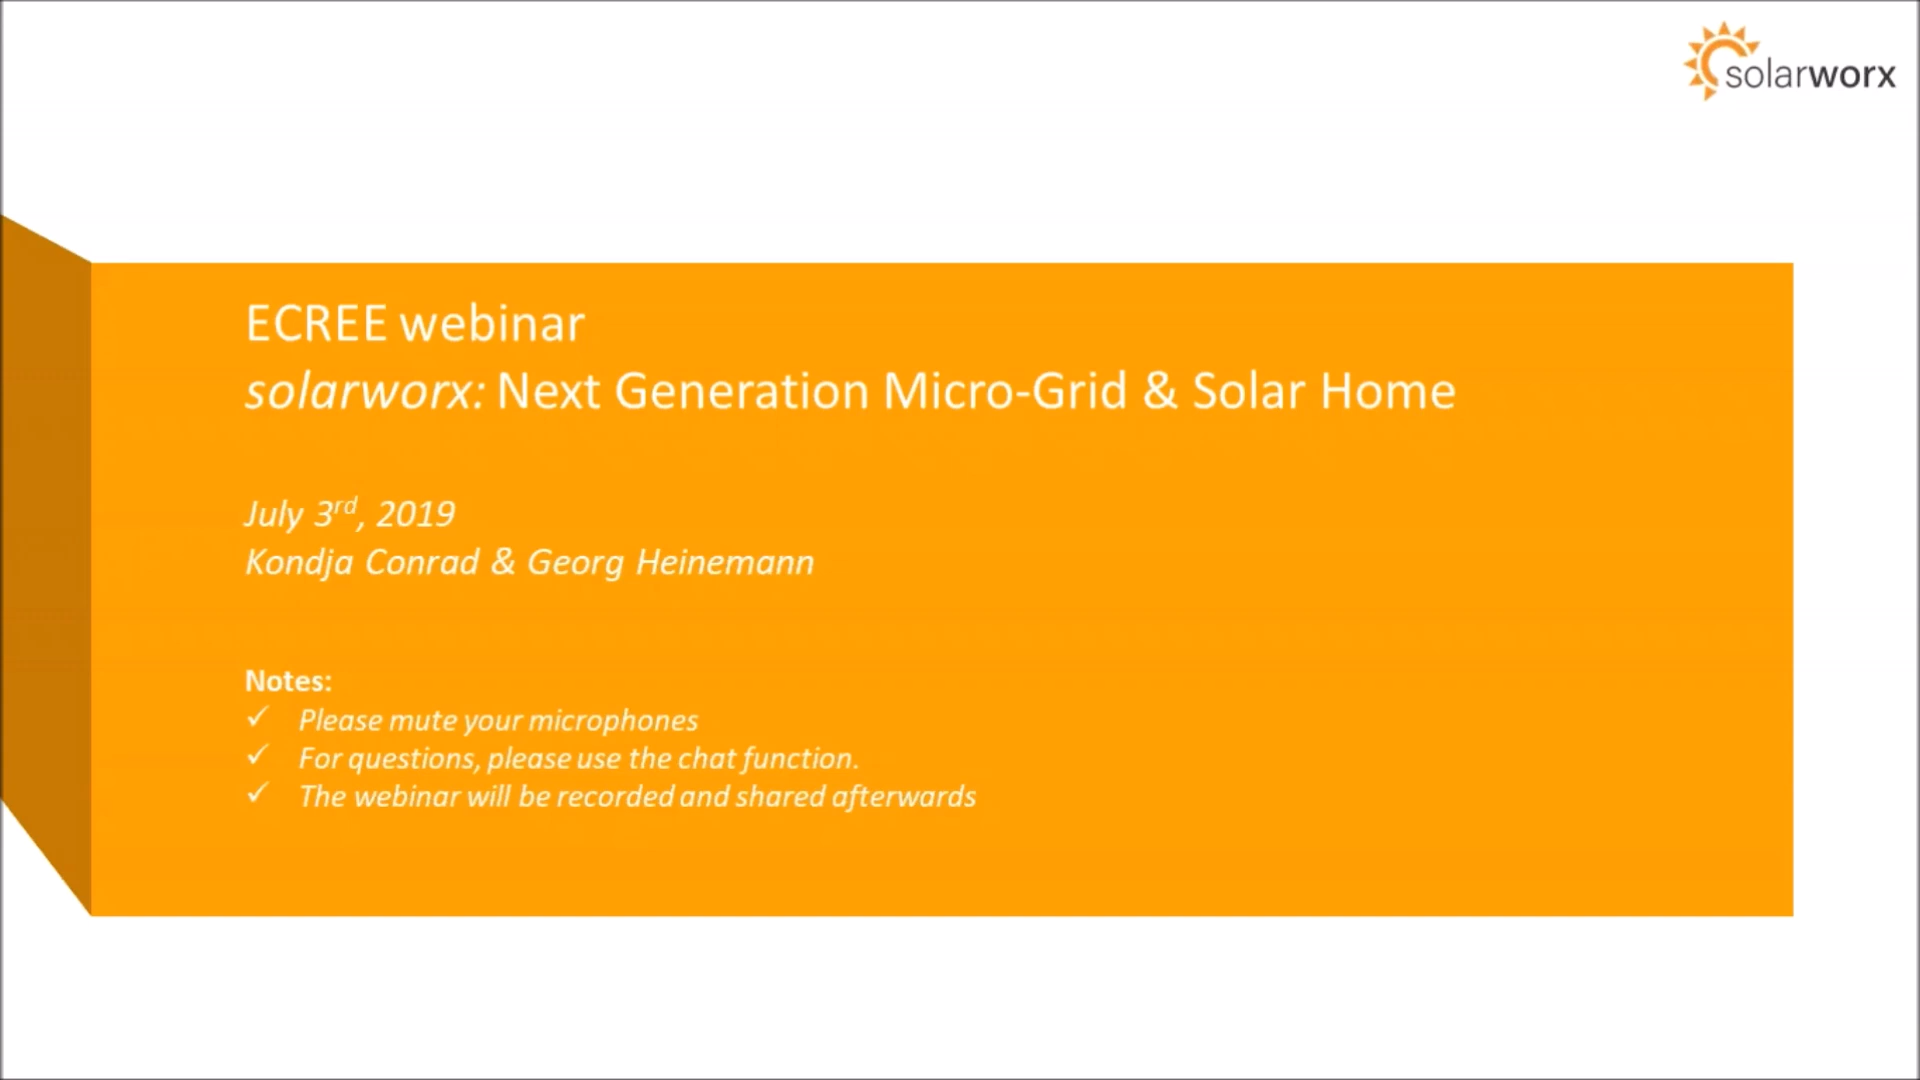 solarworx
ECREE webinar
solarworx: Next Generation Micro-Grid & Solar Home
July 3rd, 2019
Kondja Conrad & Georg Heinemann
Notes:
✓ Please mute your microphones
✓ For questions, please use the chat function.
✓ The webinar will be recorded and shared afterwards